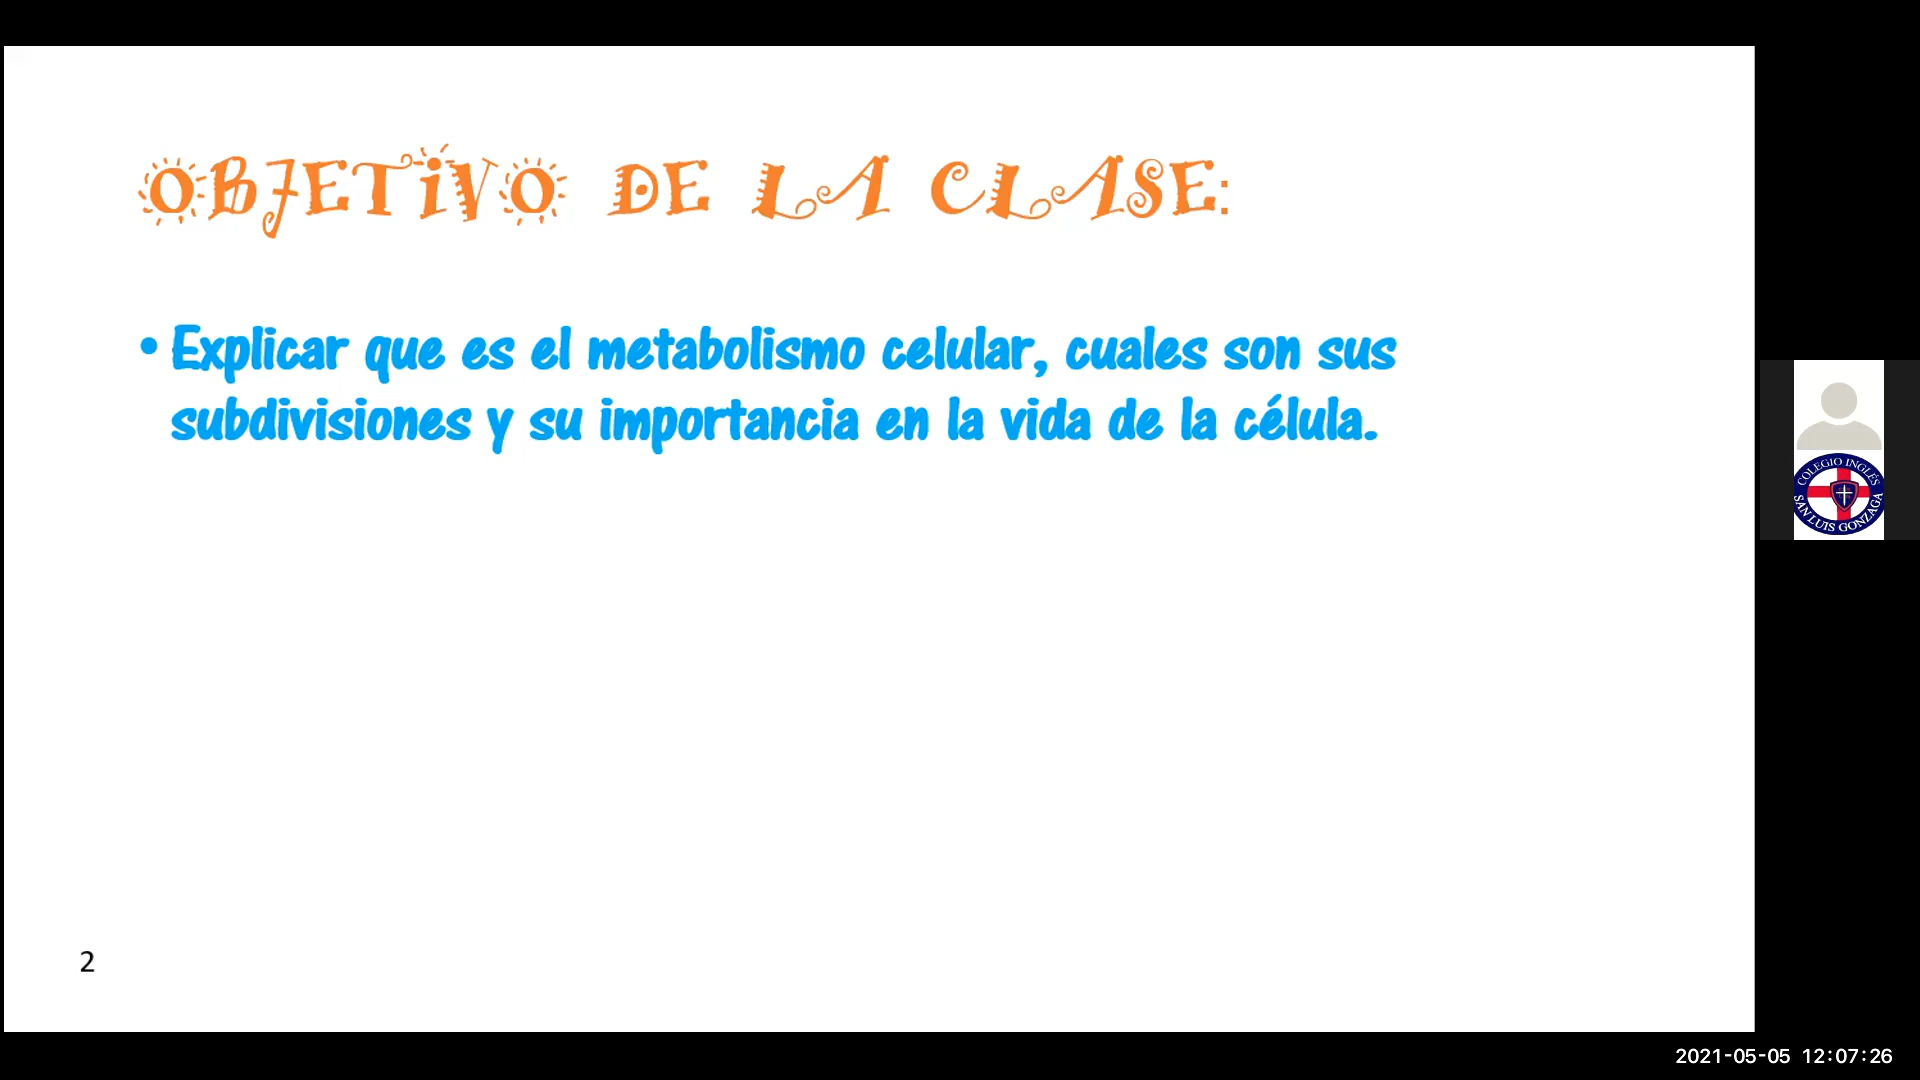 OBJETIVO DE LA CLASE:
• Explicar que es el metabolismo celular, cuales son sus
subdivisiones y su importancia en la vida de la célula.
COLEGIO INGLÉS
SAN LUIS GONZAGA
2
2021-05-05 12:07:26